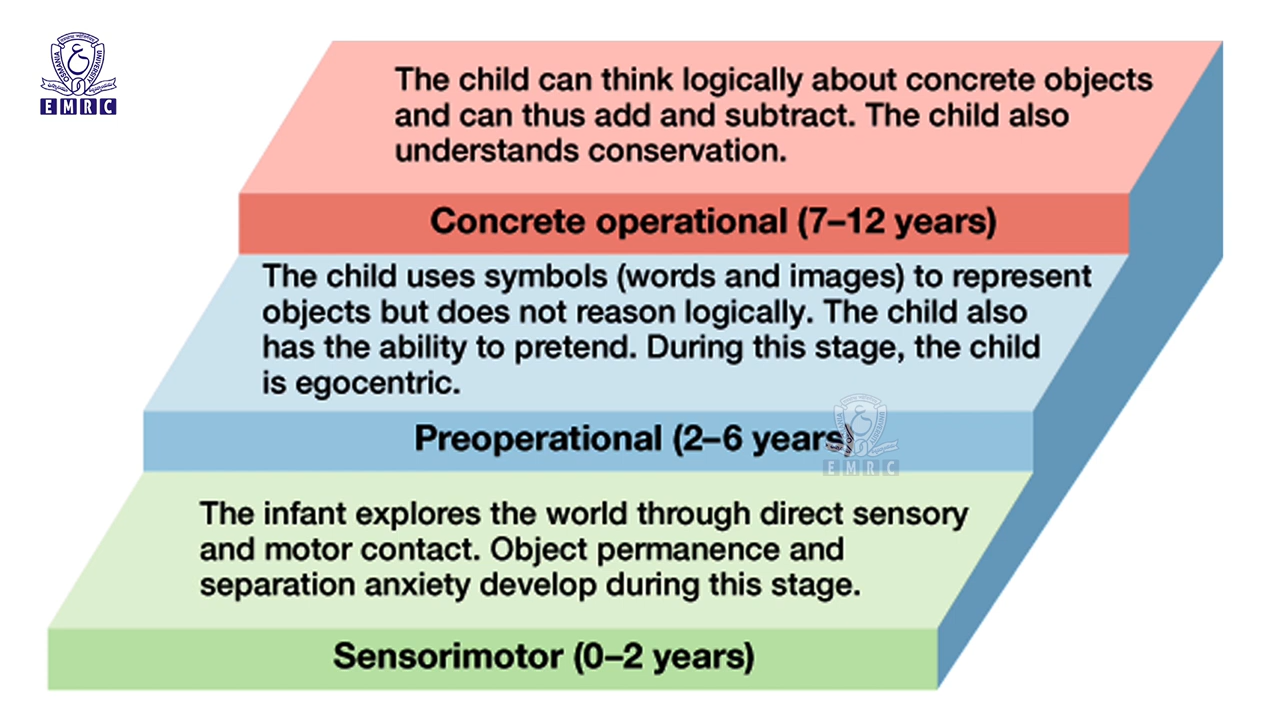 OSMANIA UNIVERSITY
EMRC
The child can think logically about concrete objects
and can thus add and subtract. The child also
understands conservation.
Concrete operational (7–12 years)
The child uses symbols (words and images) to represent
objects but does not reason logically. The child also
has the ability to pretend. During this stage, the child
is egocentric.
Preoperational (2–6 years)
EMRC
The infant explores the world through direct sensory
and motor contact. Object permanence and
separation anxiety develop during this stage.
Sensorimotor (0–2 years)